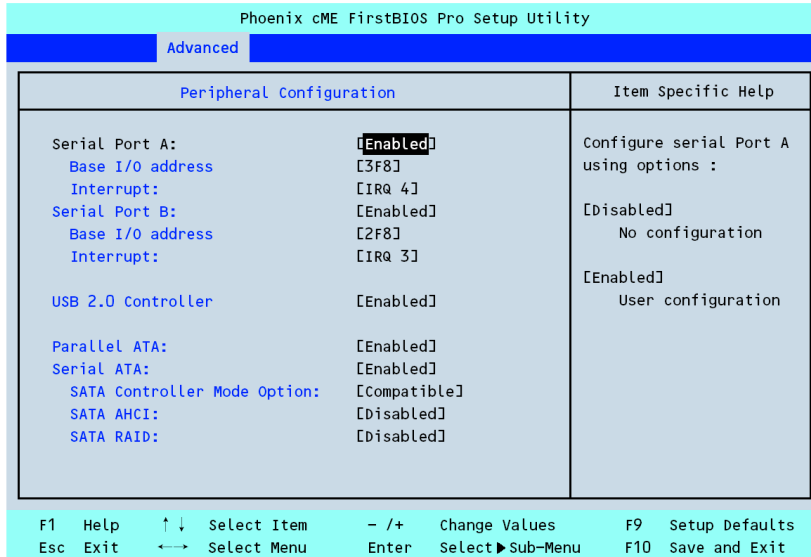 Phoenix cME FirstBIOS Pro Setup Utility
Advanced
Peripheral Configuration
Item Specific Help
Serial Port A: [Enabled]
Base I/O address [3F8]
Interrupt: [IRQ 4]
Serial Port B: [Enabled]
Base I/O address [2F8]
Interrupt: [IRQ 3]
USB 2.0 Controller [Enabled]
Parallel ATA: [Enabled]
Serial ATA: [Enabled]
SATA Controller Mode Option: [Compatible]
SATA AHCI: [Disabled]
SATA RAID: [Disabled]
Configure serial Port A
using options :
[Disabled]
No configuration
[Enabled]
User configuration
F1 Help ↑ ↓ Select Item - /+ Change Values F9 Setup Defaults
Esc Exit ←→ Select Menu Enter Select ▶ Sub-Menu F10 Save and Exit